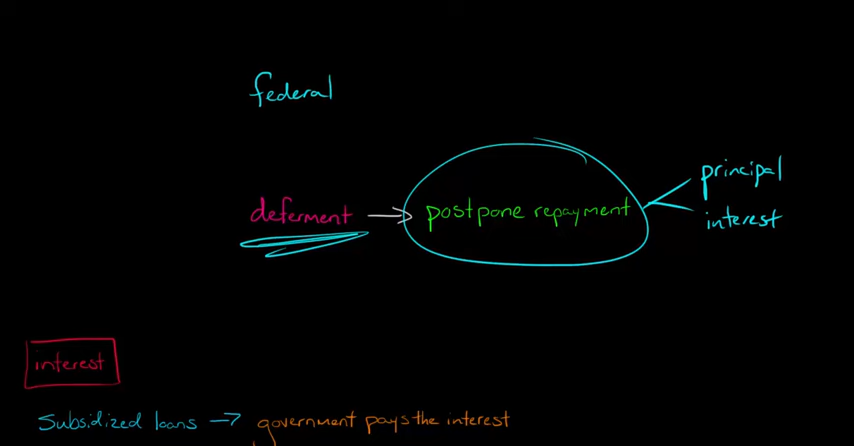 federal
principal
deferment → postpone repayment
interest
interest
Subsidized loans → government pays the interest